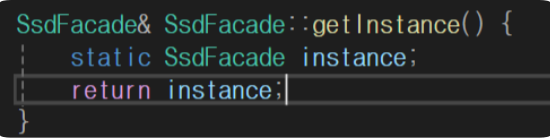 SsdFacade& SsdFacade::getInstance() {
    static SsdFacade instance;
    return instance;
}